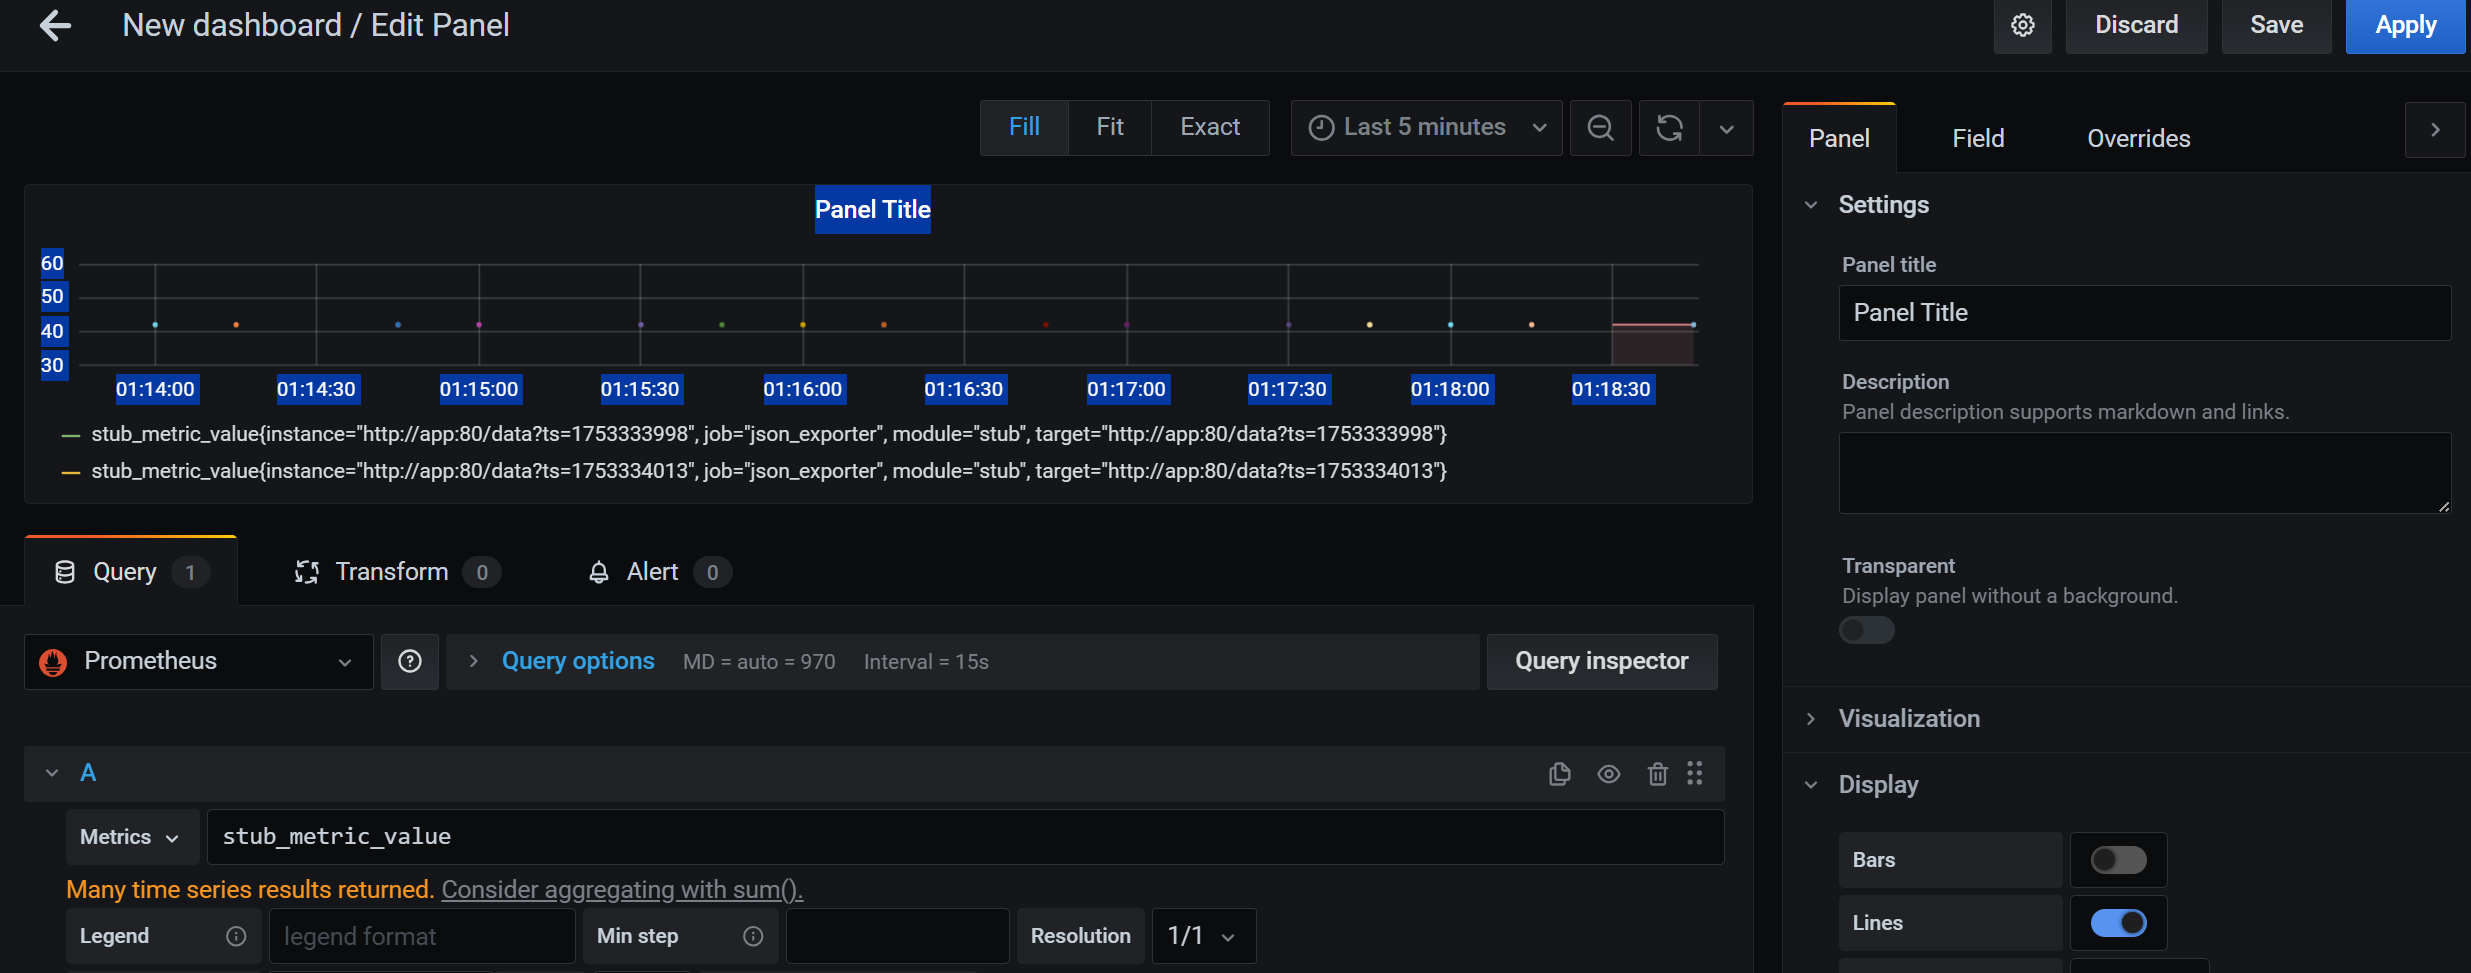 New dashboard / Edit Panel
Discard
Save
Apply
Fill
Fit
Exact
Last 5 minutes
Panel
Field
Overrides
Panel Title
60
50
40
30
01:14:00
01:14:30
01:15:00
01:15:30
01:16:00
01:16:30
01:17:00
01:17:30
01:18:00
01:18:30
stub_metric_value{instance="http://app:80/data?ts=1753333998", job="json_exporter", module="stub", target="http://app:80/data?ts=1753333998"}
stub_metric_value{instance="http://app:80/data?ts=1753334013", job="json_exporter", module="stub", target="http://app:80/data?ts=1753334013"}
Query 1
Transform 0
Alert 0
Prometheus
Query options
MD = auto = 970
Interval = 15s
Query inspector
A
Metrics
stub_metric_value
Many time series results returned. Consider aggregating with sum().
Legend
legend format
Min step
Resolution
1/1
Settings
Panel title
Panel Title
Description
Panel description supports markdown and links.
Transparent
Display panel without a background.
Visualization
Display
Bars
Lines